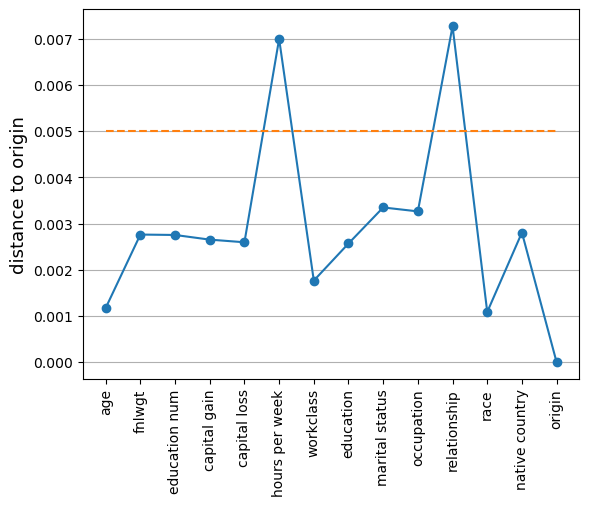 distance to origin
0.007
0.006
0.005
0.004
0.003
0.002
0.001
0.000
age
fnlwgt
education num
capital gain
capital loss
hours per week
workclass
education
marital status
occupation
relationship
race
native country
origin